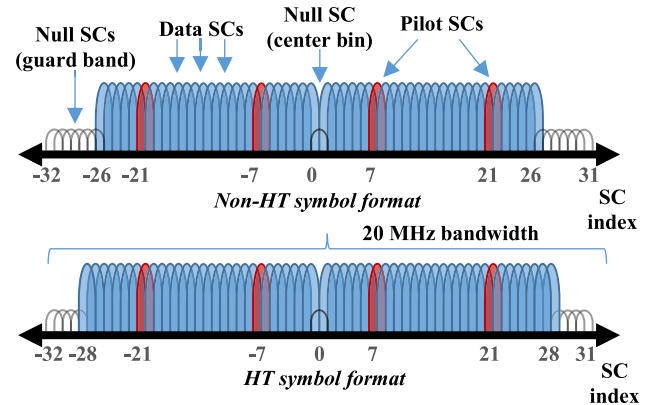 Null SCs
(guard band)
Data SCs
Null SC
(center bin)
Pilot SCs
-32 -26 -21 -7 0 7 21 26 31
Non-HT symbol format
SC
index
20 MHz bandwidth
-32 -28 -21 -7 0 7 21 28 31
HT symbol format
SC
index